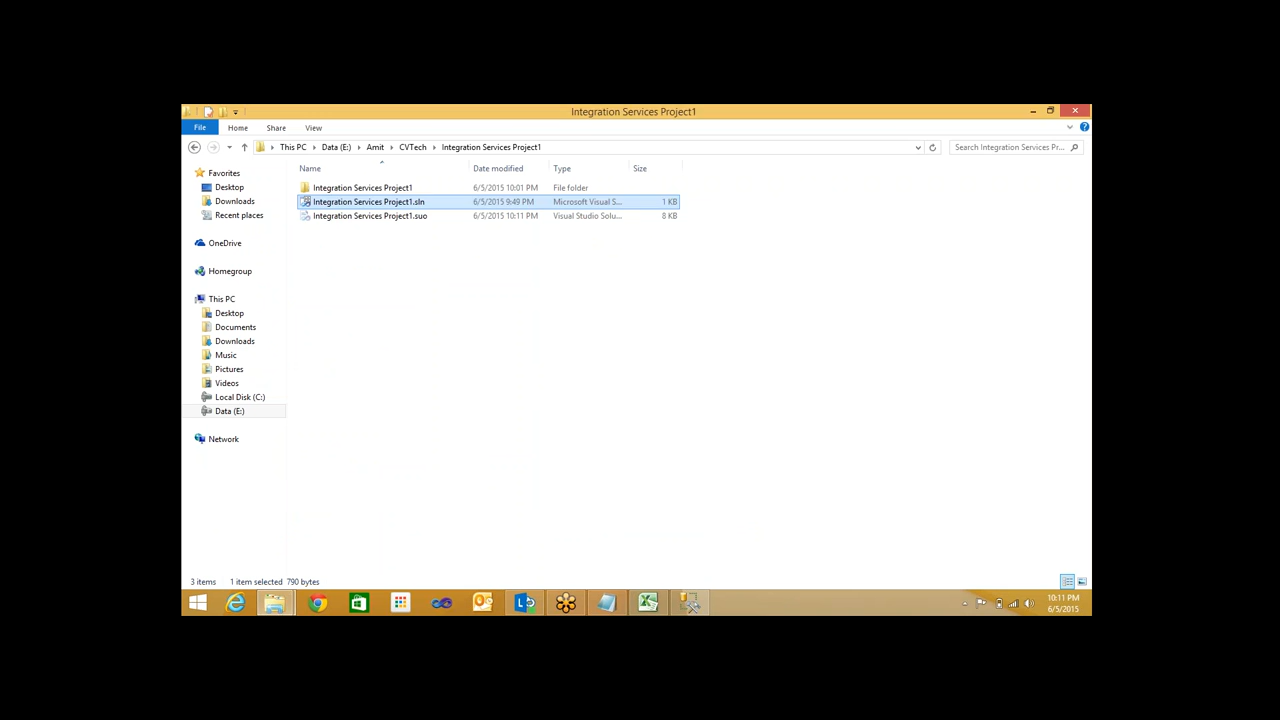 Integration Services Project1
File Home Share View
This PC Data (E:) Amit CVTech Integration Services Project1 Search Integration Services Pr...
Name Date modified Type Size
Integration Services Project1 6/5/2015 10:01 PM File folder
Integration Services Project1.sln 6/5/2015 9:49 PM Microsoft Visual S... 1 KB
Integration Services Project1.suo 6/5/2015 10:11 PM Visual Studio Solu... 8 KB
Favorites
Desktop
Downloads
Recent places
OneDrive
Homegroup
This PC
Desktop
Documents
Downloads
Music
Pictures
Videos
Local Disk (C:)
Data (E:)
Network
3 items 1 item selected 790 bytes
10:11 PM
6/5/2015